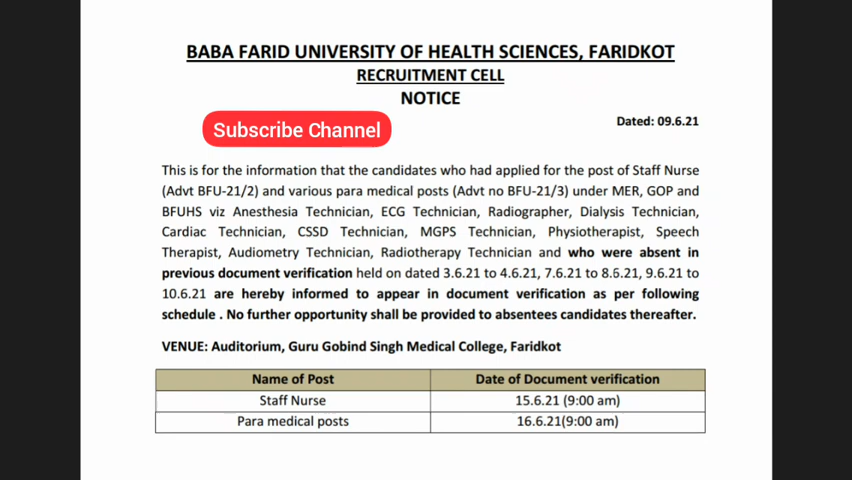 BABA FARID UNIVERSITY OF HEALTH SCIENCES, FARIDKOT
RECRUITMENT CELL
NOTICE
Subscribe Channel
Dated: 09.6.21
This is for the information that the candidates who had applied for the post of Staff Nurse
(Advt BFU-21/2) and various para medical posts (Advt no BFU-21/3) under MER, GOP and
BFUHS viz Anesthesia Technician, ECG Technician, Radiographer, Dialysis Technician,
Cardiac Technician, CSSD Technician, MGPS Technician, Physiotherapist, Speech
Therapist, Audiometry Technician, Radiotherapy Technician and who were absent in
previous document verification held on dated 3.6.21 to 4.6.21, 7.6.21 to 8.6.21, 9.6.21 to
10.6.21 are hereby informed to appear in document verification as per following
schedule . No further opportunity shall be provided to absentees candidates thereafter.
VENUE: Auditorium, Guru Gobind Singh Medical College, Faridkot
Name of Post Date of Document verification
Staff Nurse 15.6.21 (9:00 am)
Para medical posts 16.6.21(9:00 am)